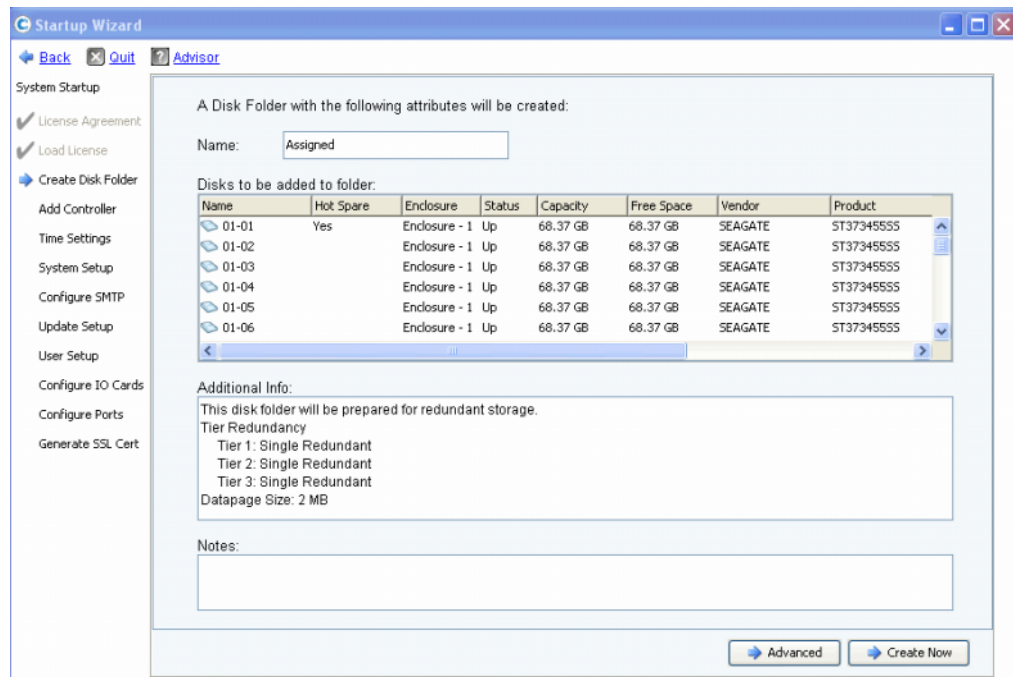 Startup Wizard
Back Quit ? Advisor
System Startup
License Agreement
Load License
Create Disk Folder
Add Controller
Time Settings
System Setup
Configure SMTP
Update Setup
User Setup
Configure IO Cards
Configure Ports
Generate SSL Cert
A Disk Folder with the following attributes will be created:
Name: Assigned
Disks to be added to folder:
Name Hot Spare Enclosure Status Capacity Free Space Vendor Product
01-01 Yes Enclosure - 1 Up 68.37 GB 68.37 GB SEAGATE ST373455SS
01-02 Enclosure - 1 Up 68.37 GB 68.37 GB SEAGATE ST373455SS
01-03 Enclosure - 1 Up 68.37 GB 68.37 GB SEAGATE ST373455SS
01-04 Enclosure - 1 Up 68.37 GB 68.37 GB SEAGATE ST373455SS
01-05 Enclosure - 1 Up 68.37 GB 68.37 GB SEAGATE ST373455SS
01-06 Enclosure - 1 Up 68.37 GB 68.37 GB SEAGATE ST373455SS
Additional Info:
This disk folder will be prepared for redundant storage.
Tier Redundancy
Tier 1: Single Redundant
Tier 2: Single Redundant
Tier 3: Single Redundant
Datapage Size: 2 MB
Notes:
Advanced Create Now